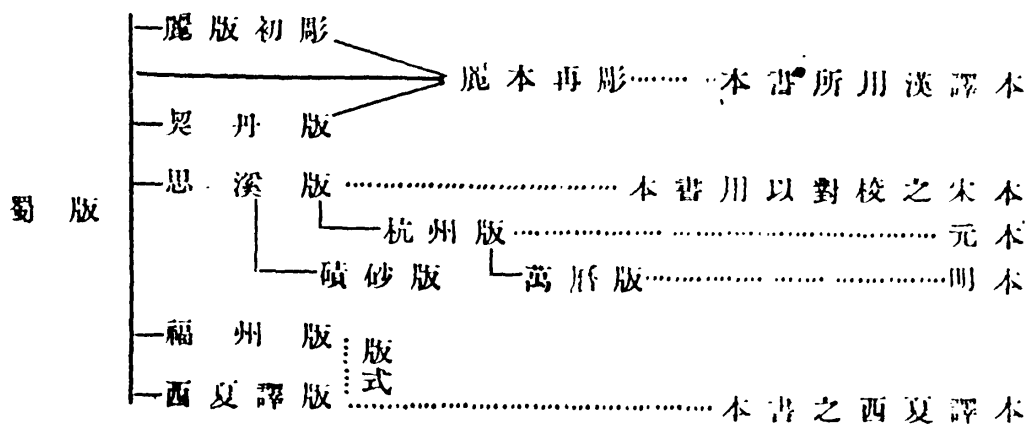 麗版初彫
麗本再彫 本書所用漢譯本
契丹版
思溪版 本書用以對校之宋本
蜀版
杭州版 元本
磧砂版 萬曆版 明本
福州版 版式
西夏譯版 本書之西夏譯本